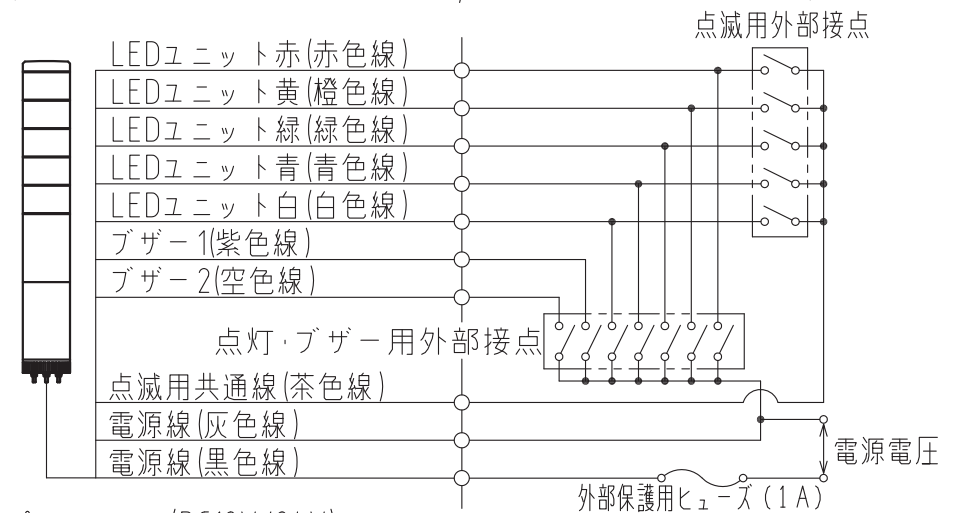 点滅用外部接点
LEDユニット赤(赤色線)
LEDユニット黄(橙色線)
LEDユニット緑(緑色線)
LEDユニット青(青色線)
LEDユニット白(白色線)
ブザー1(紫色線)
ブザー2(空色線)
点灯・ブザー用外部接点
点滅用共通線(茶色線)
電源線(灰色線)
電源電圧
電源線(黒色線)
外部保護用ヒューズ(1A)